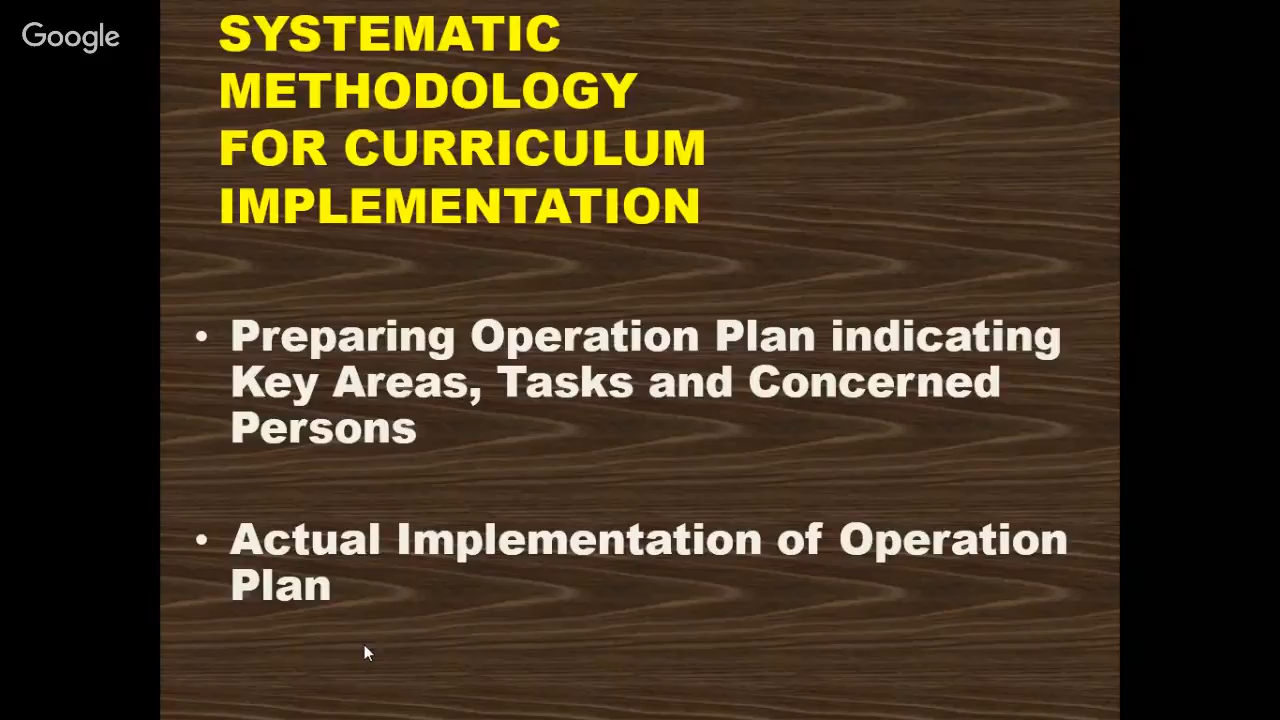 Google
SYSTEMATIC
METHODOLOGY
FOR CURRICULUM
IMPLEMENTATION
• Preparing Operation Plan indicating
Key Areas, Tasks and Concerned
Persons
• Actual Implementation of Operation
Plan